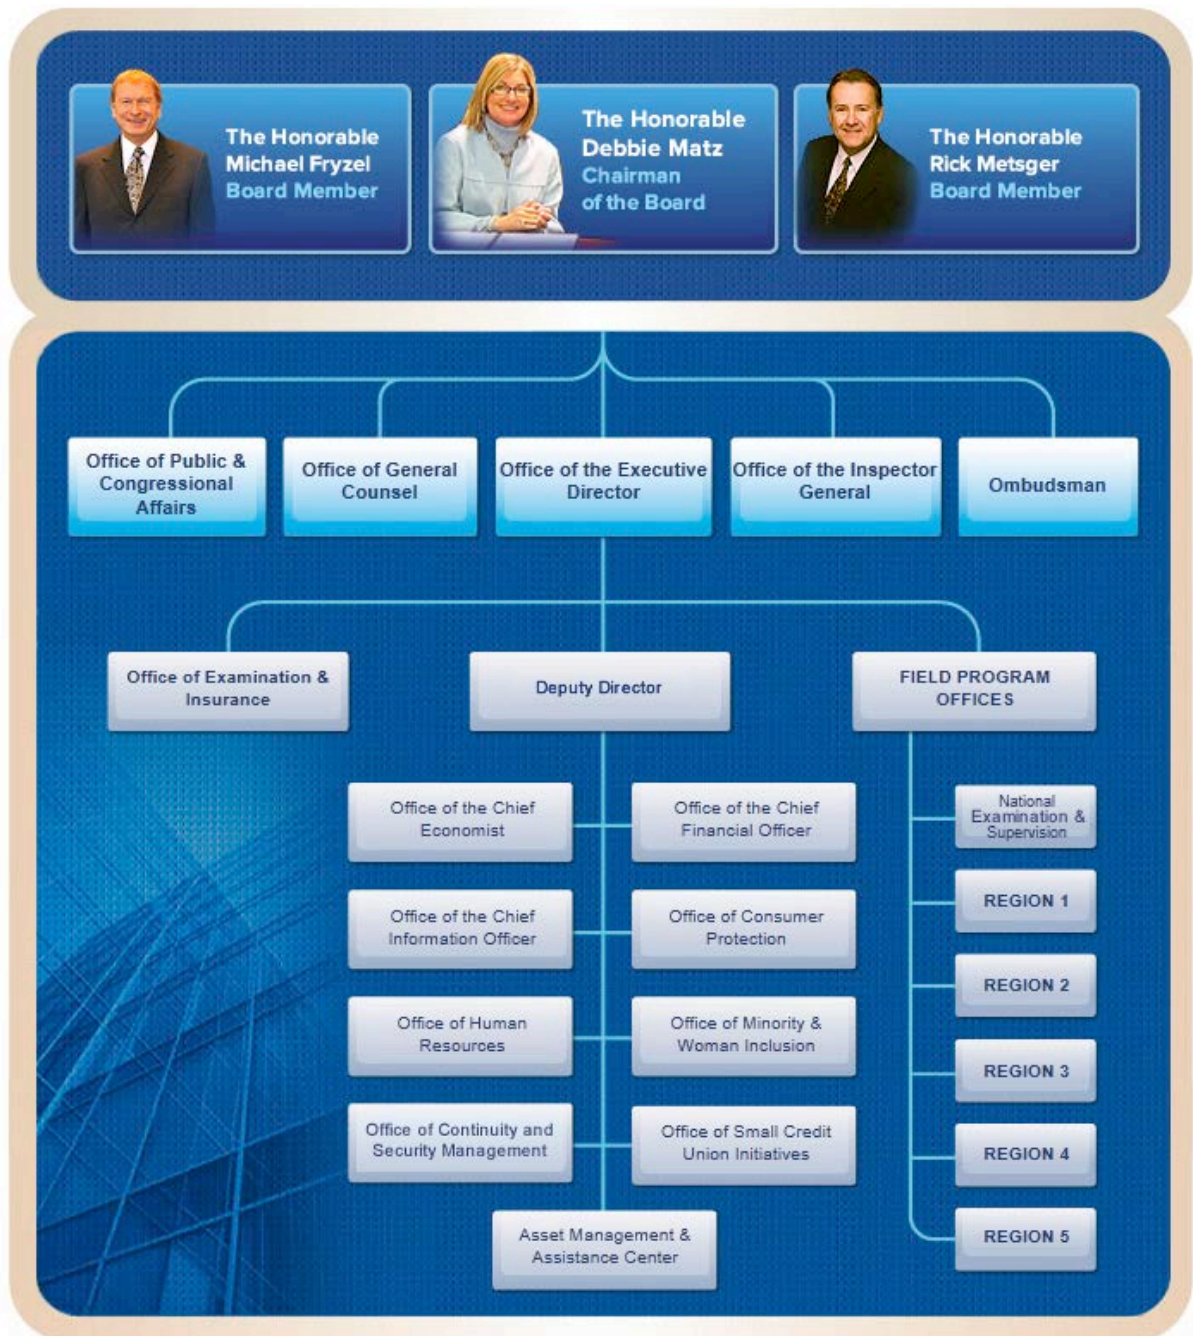 The Honorable
Michael Fryzel
Board Member
The Honorable
Debbie Matz
Chairman
of the Board
The Honorable
Rick Metsger
Board Member
Office of Public &
Congressional
Affairs
Office of General
Counsel
Office of the Executive
Director
Office of the Inspector
General
Ombudsman
Office of Examination &
Insurance
Deputy Director
FIELD PROGRAM
OFFICES
Office of the Chief
Economist
Office of the Chief
Financial Officer
Office of the Chief
Information Officer
Office of Consumer
Protection
Office of Human
Resources
Office of Minority &
Woman Inclusion
Office of Continuity and
Security Management
Office of Small Credit
Union Initiatives
Asset Management &
Assistance Center
National
Examination &
Supervision
REGION 1
REGION 2
REGION 3
REGION 4
REGION 5